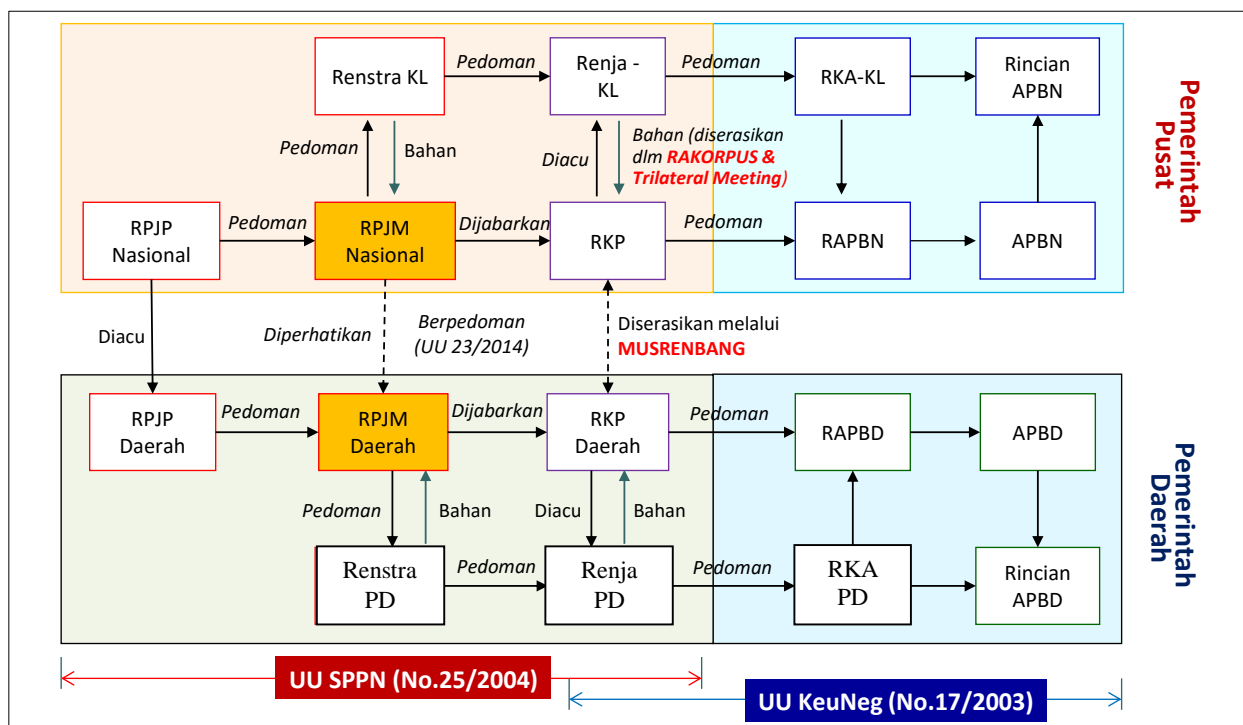 Renstra KL
Pedoman
Renja -
KL
Pedoman
RKA-KL
Rincian
APBN
Pedoman
Bahan
Diacu
Bahan (diserasikan
dlm RAKORPUS &
Trilateral Meeting)
RPJP
Nasional
Pedoman
RPJM
Nasional
Dijabarkan
RKP
Pedoman
RAPBN
APBN
Pemerintah
Pusat
Diacu
Diperhatikan
Berpedoman
(UU 23/2014)
Diserasikan melalui
MUSRENBANG
RPJP
Daerah
Pedoman
RPJM
Daerah
Dijabarkan
RKP
Daerah
Pedoman
RAPBD
APBD
Pedoman
Bahan
Diacu
Bahan
Renstra
PD
Pedoman
Renja
PD
Pedoman
RKA
PD
Rincian
APBD
Pemerintah
Daerah
UU SPPN (No.25/2004)
UU KeuNeg (No.17/2003)